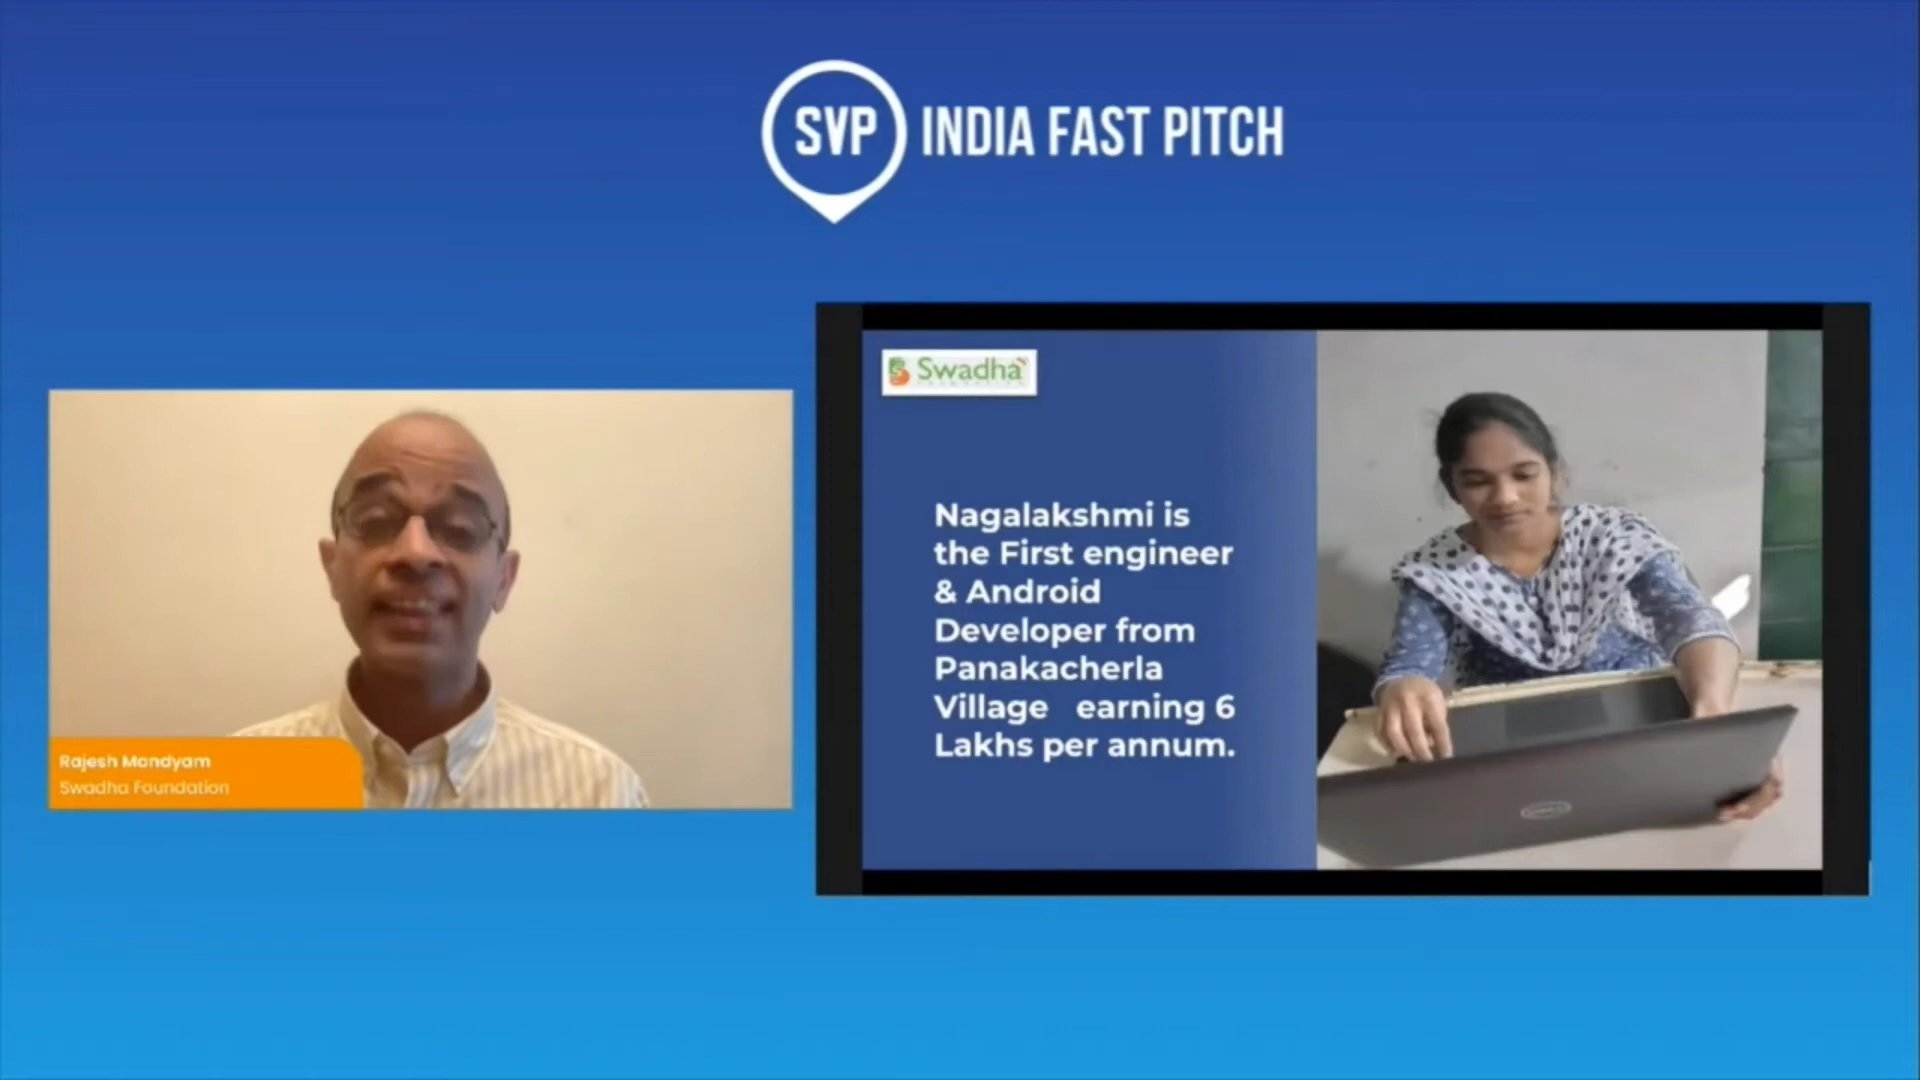 SVP INDIA FAST PITCH
Swadha
Nagalakshmi is
the First engineer
& Android
Developer from
Panakacherla
Village earning 6
Lakhs per annum.
Rajesh Mandyam
Swadha Foundation